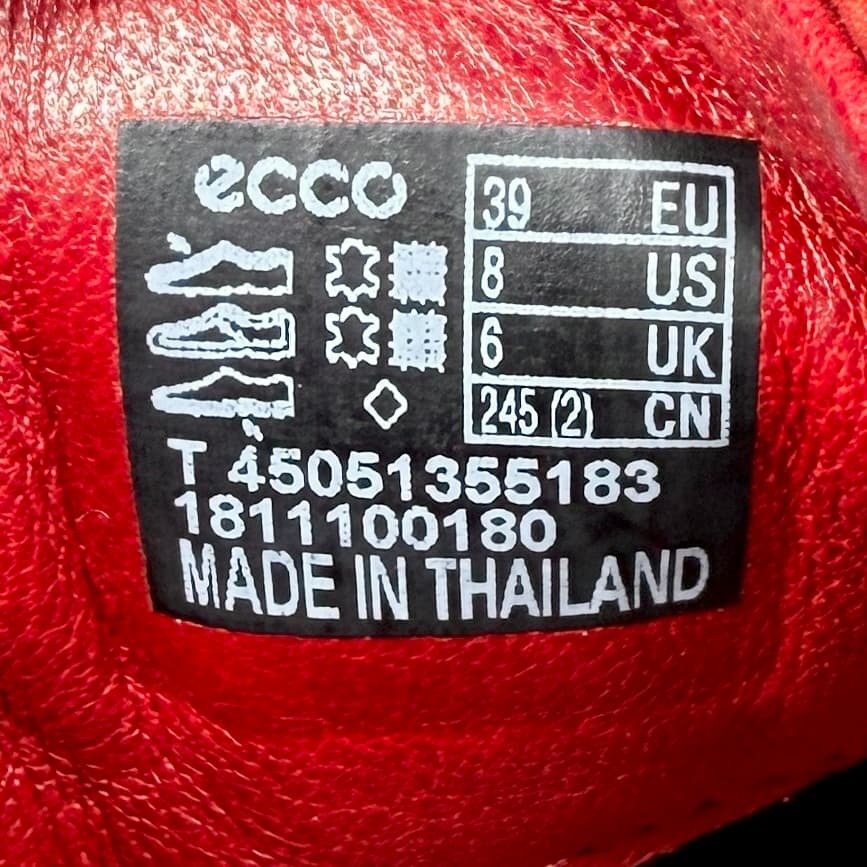 ecco
39 EU
8 US
6 UK
245 (2) CN
T 45051355183
1811100180
MADE IN THAILAND